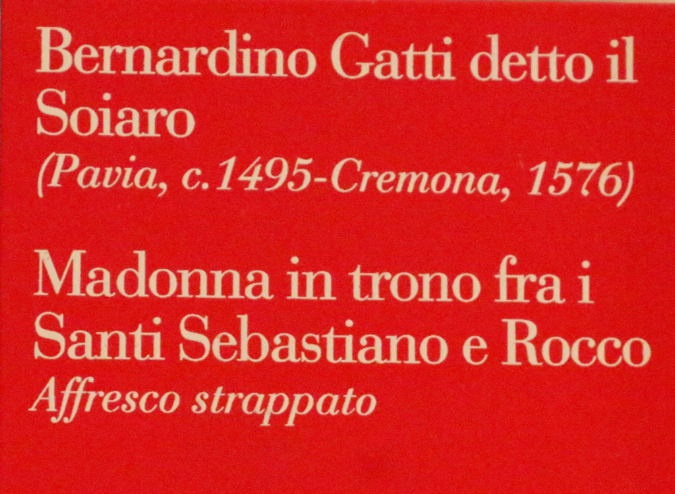 Bernardino Gatti detto il
Soiaro
(Pavia, c.1495-Cremona, 1576)
Madonna in trono fra i
Santi Sebastiano e Rocco
Affresco strappato